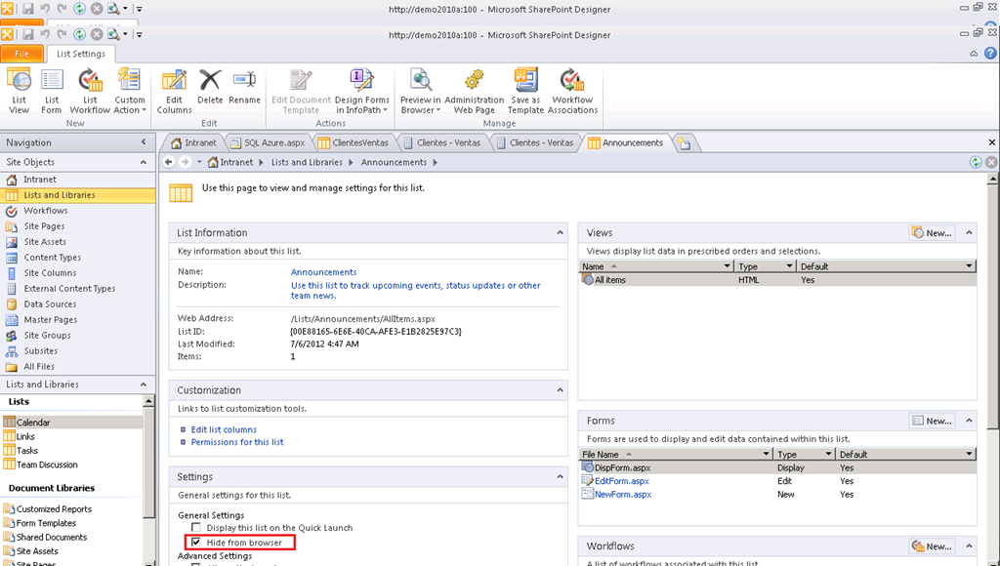 http://demo2010a:100 - Microsoft SharePoint Designer
http://demo2010a:100 - Microsoft SharePoint Designer
File
List Settings
List View
List Form
List Workflow
Custom Action
Edit Columns
Delete
Rename
Edit Document Template
Design Forms in InfoPath
Preview in Browser
Administration Web Page
Save as Template
Workflow Associations
New
Edit
Actions
Manage
Navigation
Intranet
SQL Azure.aspx
ClientesVentas
Clientes - Ventas
Clientes - Ventas
Announcements
Site Objects
Intranet
Lists and Libraries
Workflows
Site Pages
Site Assets
Content Types
Site Columns
External Content Types
Data Sources
Master Pages
Site Groups
Subsites
All Files
Lists and Libraries
Lists
Calendar
Links
Tasks
Team Discussion
Document Libraries
Customized Reports
Form Templates
Shared Documents
Site Assets
Site Pages
Intranet
Lists and Libraries
Announcements
Use this page to view and manage settings for this list.
List Information
Key information about this list.
Name: Announcements
Description: Use this list to track upcoming events, status updates or other
team news.
Web Address: /Lists/Announcements/AllItems.aspx
List ID: {00E88165-6E6E-40CA-AFE3-E1B2825E97C3}
Last Modified: 7/6/2012 4:47 AM
Items: 1
Customization
Links to list customization tools.
Edit list columns
Permissions for this list
Settings
General settings for this list.
General Settings
Display this list on the Quick Launch
Hide from browser
Advanced Settings
Views
New...
Views display list data in prescribed orders and selections.
Name Type Default
All items HTML Yes
Forms
New...
Forms are used to display and edit data contained within this list.
File Name Type Default
DispForm.aspx Display Yes
EditForm.aspx Edit Yes
NewForm.aspx New Yes
Workflows
New...
A list of workflows associated with this list.